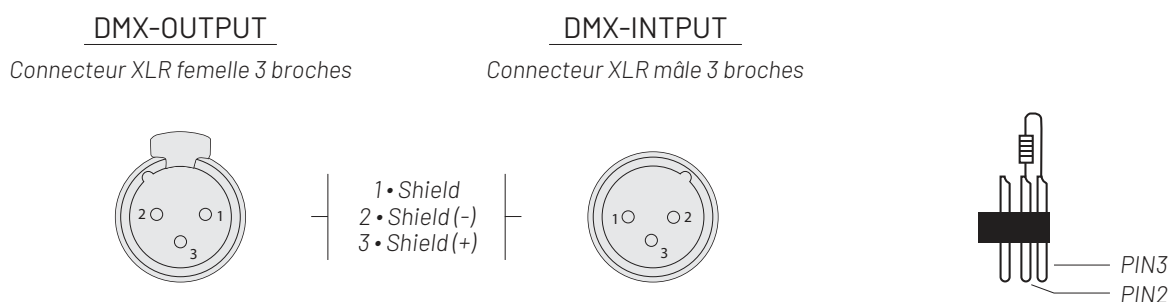 DMX-OUTPUT
Connecteur XLR femelle 3 broches
DMX-INTPUT
Connecteur XLR mâle 3 broches
2
1
3
1 • Shield
2 • Shield (-)
3 • Shield (+)
1
2
3
PIN3
PIN2